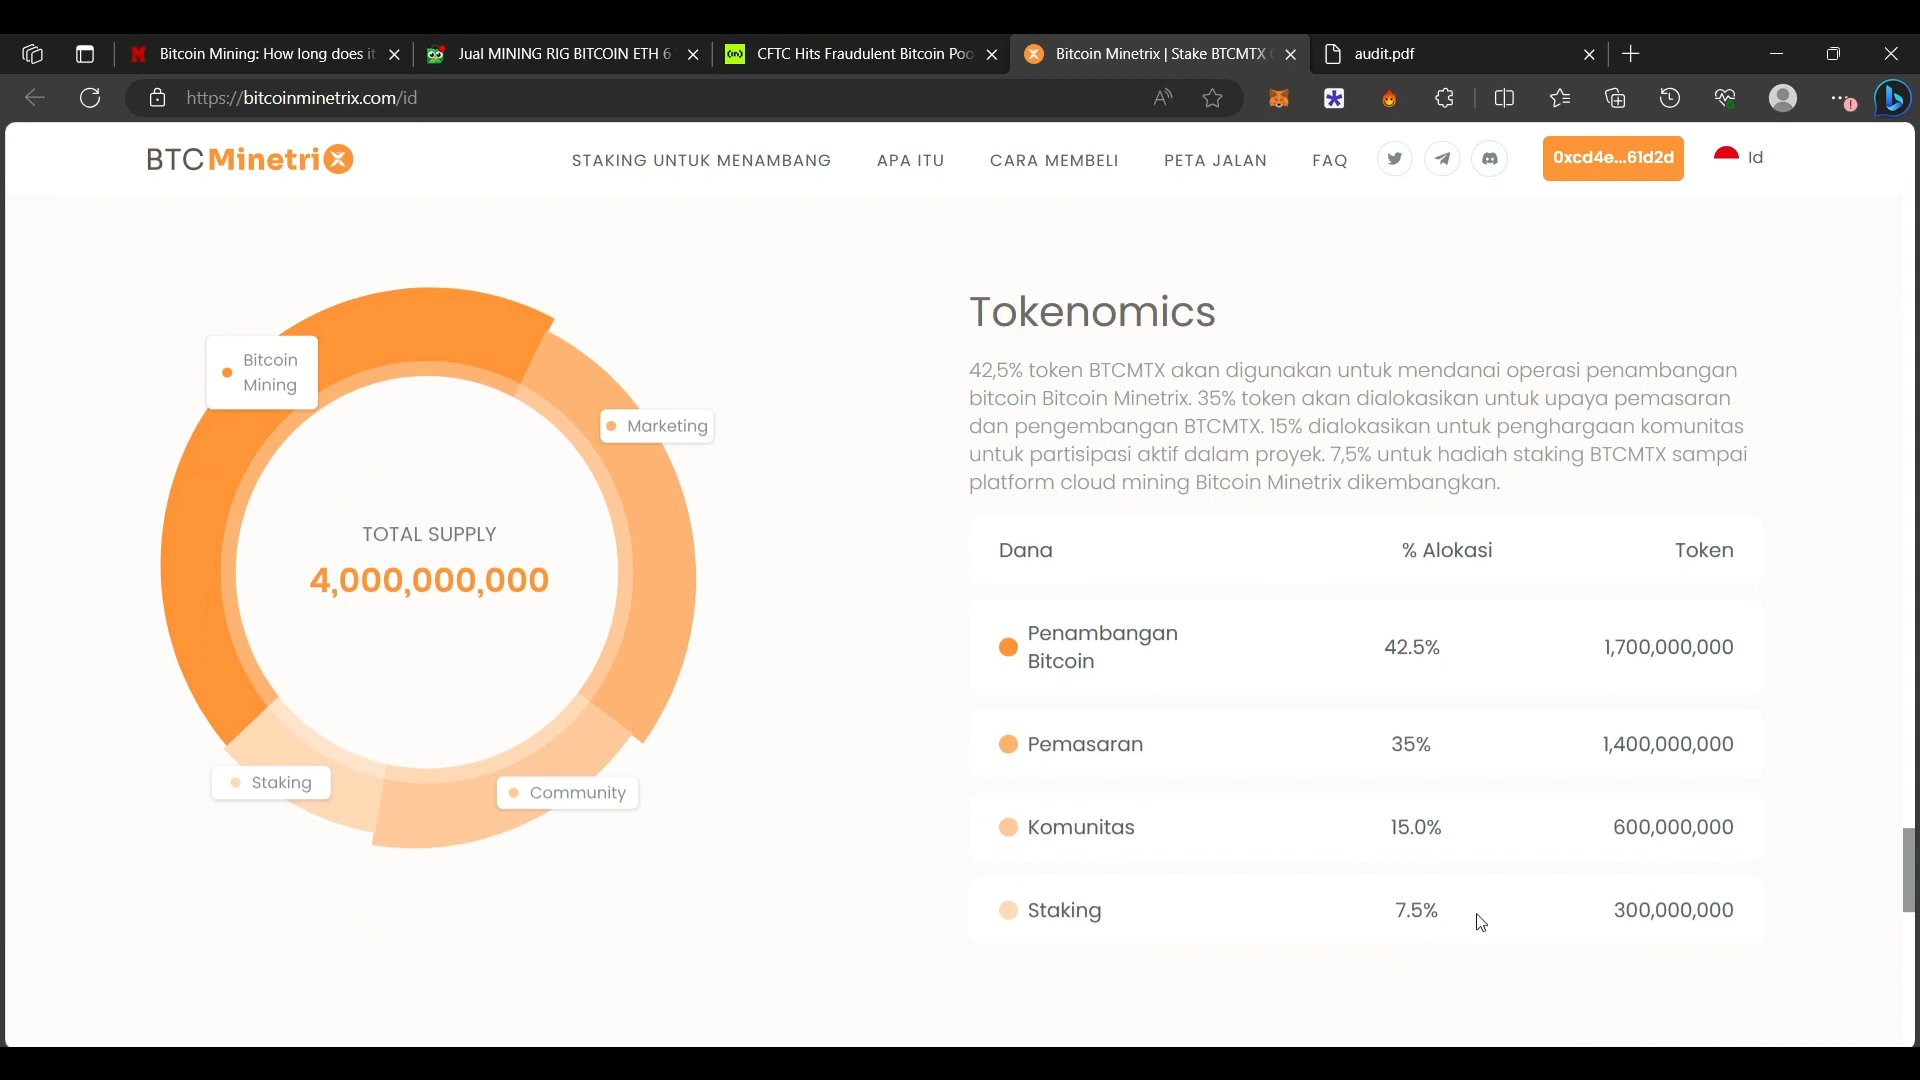 Bitcoin Mining: How long does it
Jual MINING RIG BITCOIN ETH 6
CFTC Hits Fraudulent Bitcoin Poo
Bitcoin Minetrix | Stake BTCMTX
audit.pdf
https://bitcoinminetrix.com/id
BTCMinetriX
STAKING UNTUK MENAMBANG
APA ITU
CARA MEMBELI
PETA JALAN
FAQ
0xcd4e...61d2d
Id
Bitcoin
Mining
Marketing
TOTAL SUPPLY
4,000,000,000
Staking
Community
Tokenomics
42,5% token BTCMTX akan digunakan untuk mendanai operasi penambangan
bitcoin Bitcoin Minetrix. 35% token akan dialokasikan untuk upaya pemasaran
dan pengembangan BTCMTX. 15% dialokasikan untuk penghargaan komunitas
untuk partisipasi aktif dalam proyek. 7,5% untuk hadiah staking BTCMTX sampai
platform cloud mining Bitcoin Minetrix dikembangkan.
Dana % Alokasi Token
Penambangan
Bitcoin 42.5% 1,700,000,000
Pemasaran 35% 1,400,000,000
Komunitas 15.0% 600,000,000
Staking 7.5% 300,000,000